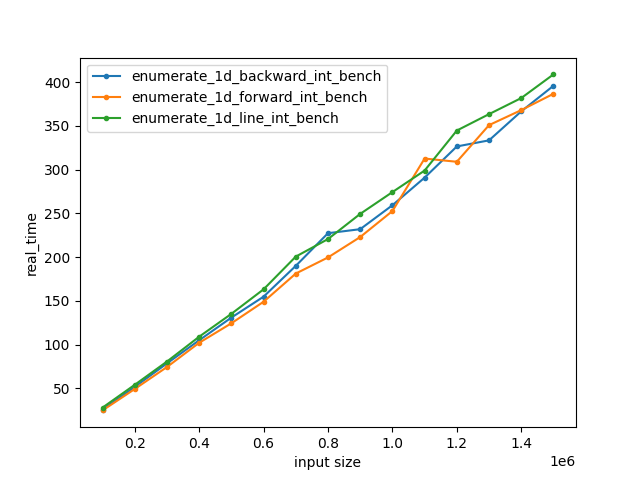 enumerate_1d_backward_int_bench
enumerate_1d_forward_int_bench
enumerate_1d_line_int_bench
400
350
300
250
200
150
100
50
real_time
0.2 0.4 0.6 0.8 1.0 1.2 1.4
1e6
input size